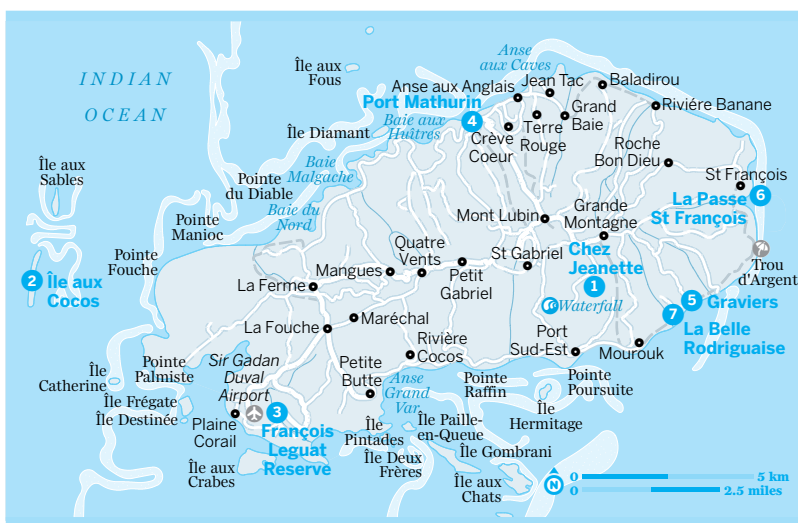 INDIAN
OCEAN
Île aux
Fous
Anse
aux Caves
Anse aux Anglais
Jean Tac
Baladirou
Port Mathurin
4
Île Diamant
Baie aux
Huîtres
Crève
Coeur
Terre
Rouge
Grand
Baie
Riviére Banane
Roche
Bon Dieu
Île aux
Sables
Baie
Malgache
Pointe
du Diable
Baie du
Nord
Pointe
Manioc
Pointe
Fouche
St François
6
La Passe
St François
Mont Lubin
Grande
Montagne
Quatre
Vents
St Gabriel
Chez
Jeanette
1
Trou
d'Argent
2
Île aux
Cocos
La Ferme
Mangues
Petit
Gabriel
Waterfall
5
Graviers
7
La Belle
Rodriguaise
Maréchal
La Fouche
Rivière
Cocos
Port
Sud-Est
Mourouk
Île
Catherine
Pointe
Palmiste
Sir Gadan
Duval
Airport
Petite
Butte
Anse
Grand
Var
Pointe
Raffin
Pointe
Poursuite
Île Frégate
Île Destinée
Plaine
Corail
3
François
Leguat
Reserve
Île
Pintades
Île Paille-
en-Queue
Île
Hermitage
Île aux
Crabes
Île Deux
Frères
Île Gombrani
Île aux
Chats
N
0
5 km
0
2.5 miles